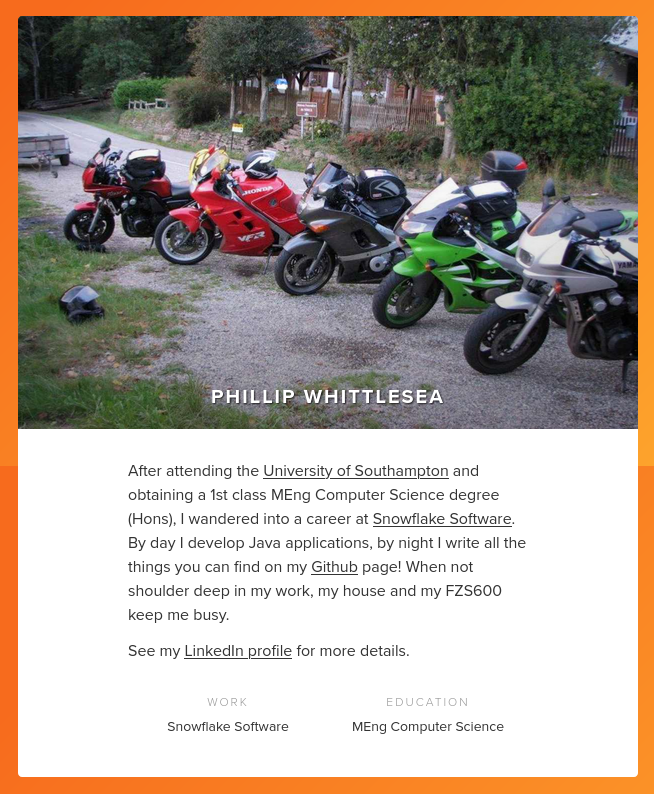 HONDA
VFR
YAMA
PHILLIP WHITTLESEA
After attending the University of Southampton and
obtaining a 1st class MEng Computer Science degree
(Hons), I wandered into a career at Snowflake Software.
By day I develop Java applications, by night I write all the
things you can find on my Github page! When not
shoulder deep in my work, my house and my FZS600
keep me busy.
See my LinkedIn profile for more details.
WORK
EDUCATION
Snowflake Software
MEng Computer Science